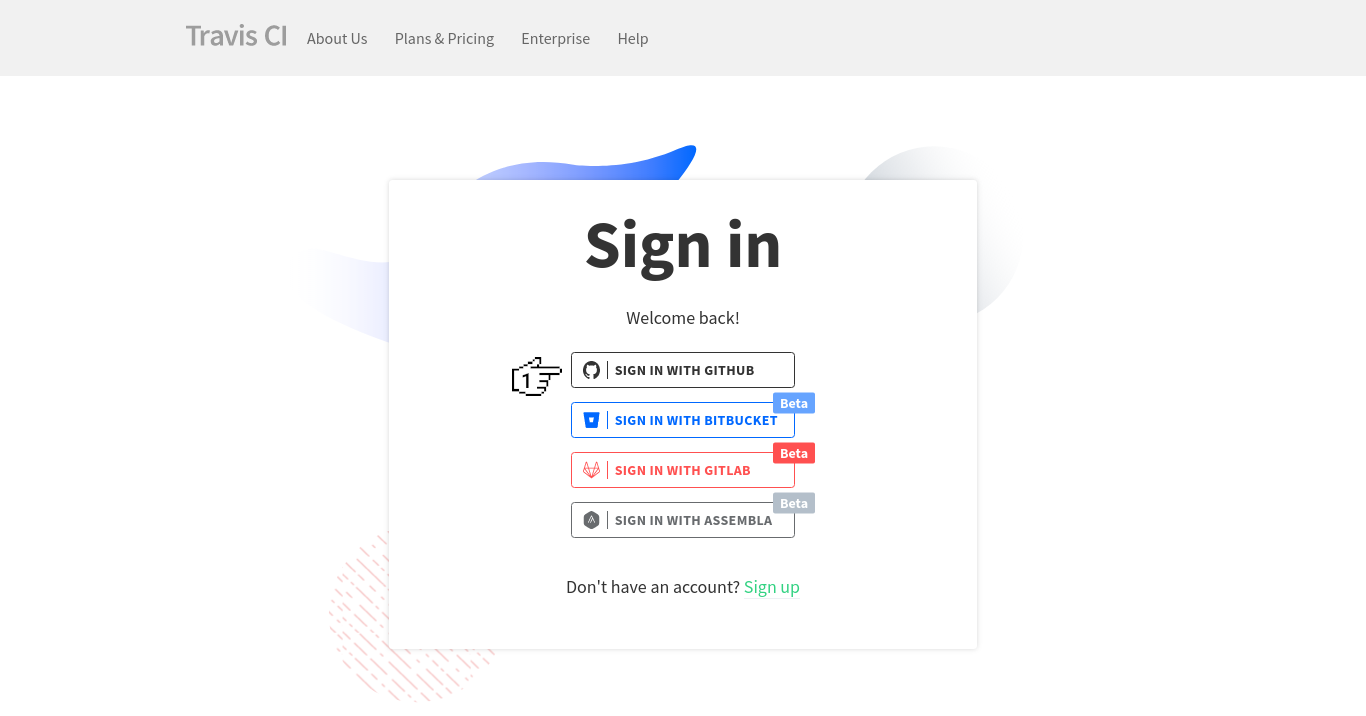 Travis CI About Us Plans & Pricing Enterprise Help
Sign in
Welcome back!
1
SIGN IN WITH GITHUB
Beta
SIGN IN WITH BITBUCKET
Beta
SIGN IN WITH GITLAB
Beta
SIGN IN WITH ASSEMBLA
Don't have an account? Sign up